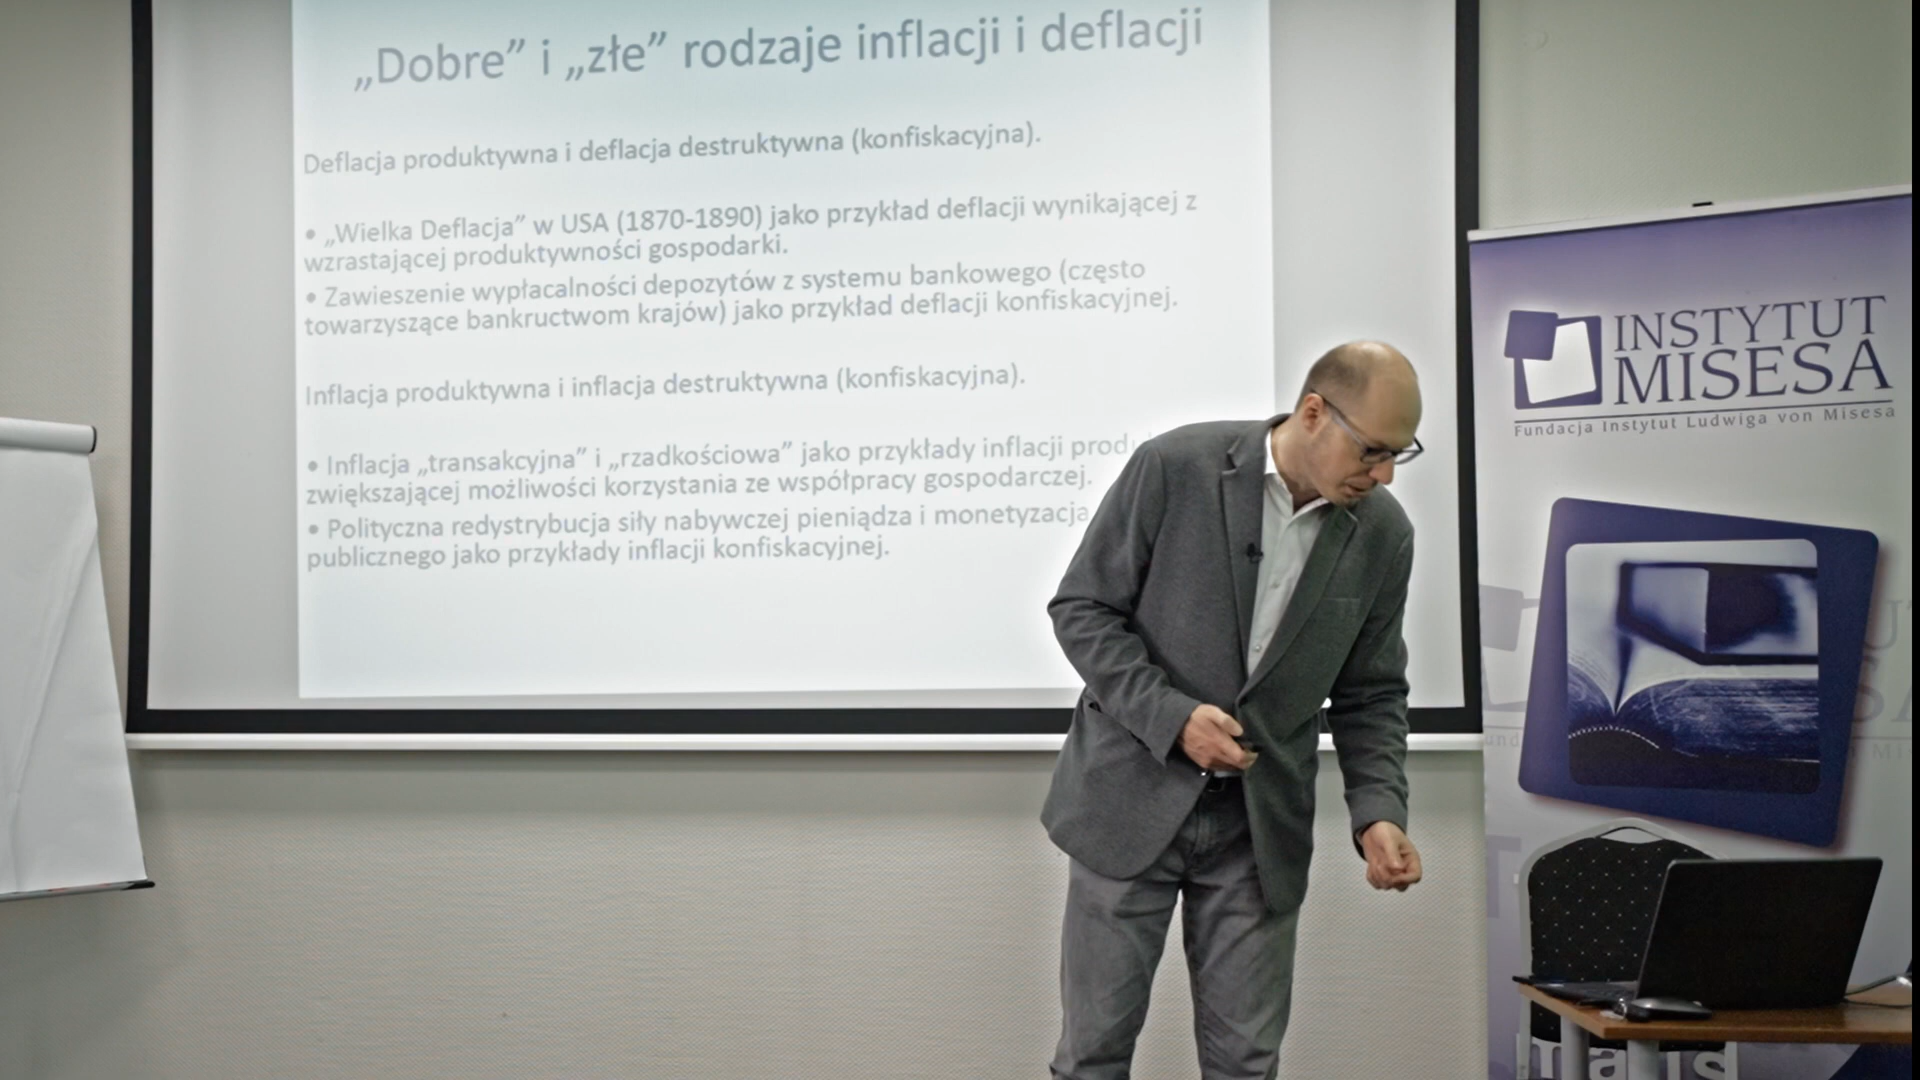 „Dobre” i „złe” rodzaje inflacji i deflacji
Deflacja produktywna i deflacja destruktywna (konfiskacyjna).
• „Wielka Deflacja” w USA (1870-1890) jako przykład deflacji wynikającej z
wzrastającej produktywności gospodarki.
• Zawieszenie wypłacalności depozytów z systemu bankowego (często
towarzyszące bankructwom krajów) jako przykład deflacji konfiskacyjnej.
Inflacja produktywna i inflacja destruktywna (konfiskacyjna).
• Inflacja „transakcyjna” i „rzadkościowa” jako przykłady inflacji
zwiększającej możliwości korzystania ze współpracy gospodarczej.
• Polityczna redystrybucja siły nabywczej pieniądza i monetyzacja
publicznego jako przykłady inflacji konfiskacyjnej.
INSTYTUT
MISESA
Fundacja Instytut Ludwiga von Misesa